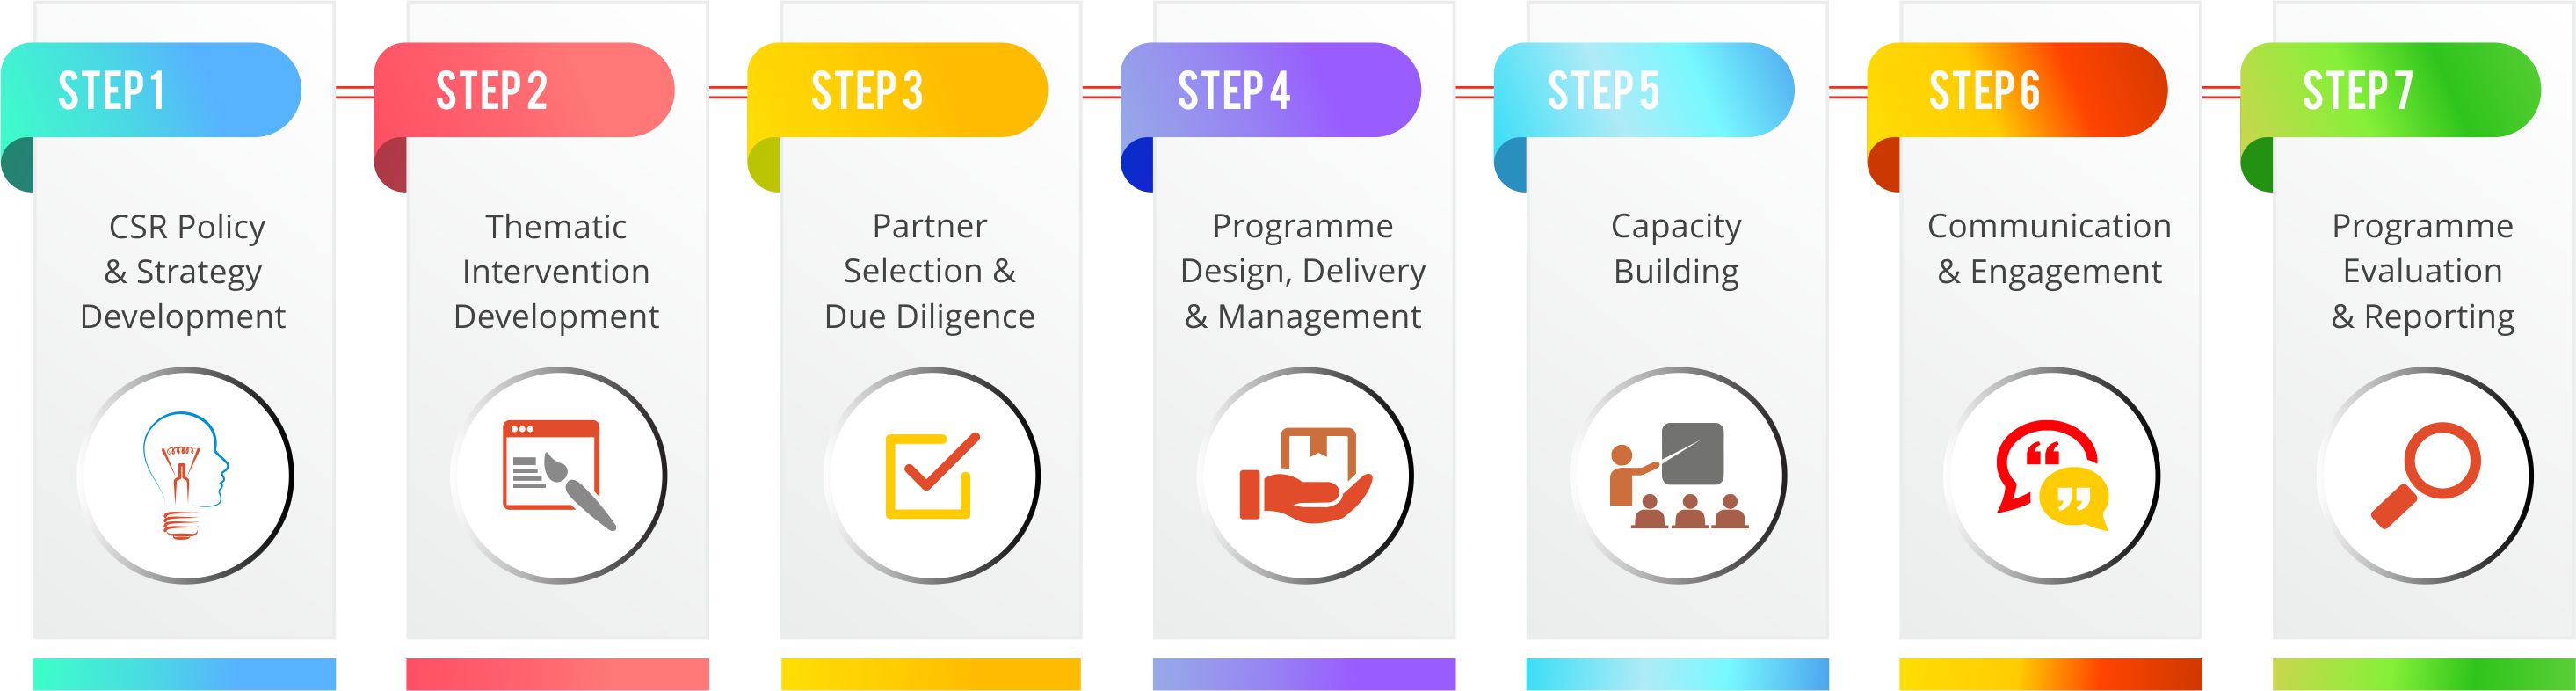 STEP 1
CSR Policy
& Strategy
Development
STEP 2
Thematic
Intervention
Development
STEP 3
Partner
Selection &
Due Diligence
STEP 4
Programme
Design, Delivery
& Management
STEP 5
Capacity
Building
STEP 6
Communication
& Engagement
STEP 7
Programme
Evaluation
& Reporting